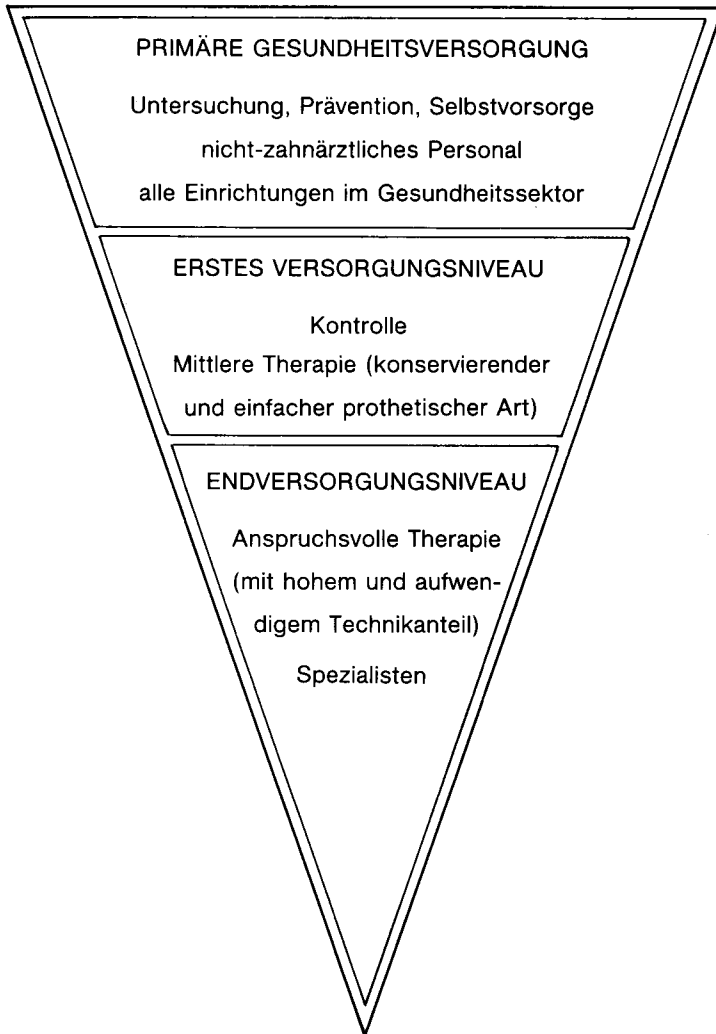 PRIMÄRE GESUNDHEITSVERSORGUNG
Untersuchung, Prävention, Selbstvorsorge
nicht-zahnärztliches Personal
alle Einrichtungen im Gesundheitssektor
ERSTES VERSORGUNGSNIVEAU
Kontrolle
Mittlere Therapie (konservierender
und einfacher prothetischer Art)
ENDVERSORGUNGSNIVEAU
Anspruchsvolle Therapie
(mit hohem und aufwen-
digem Technikanteil)
Spezialisten